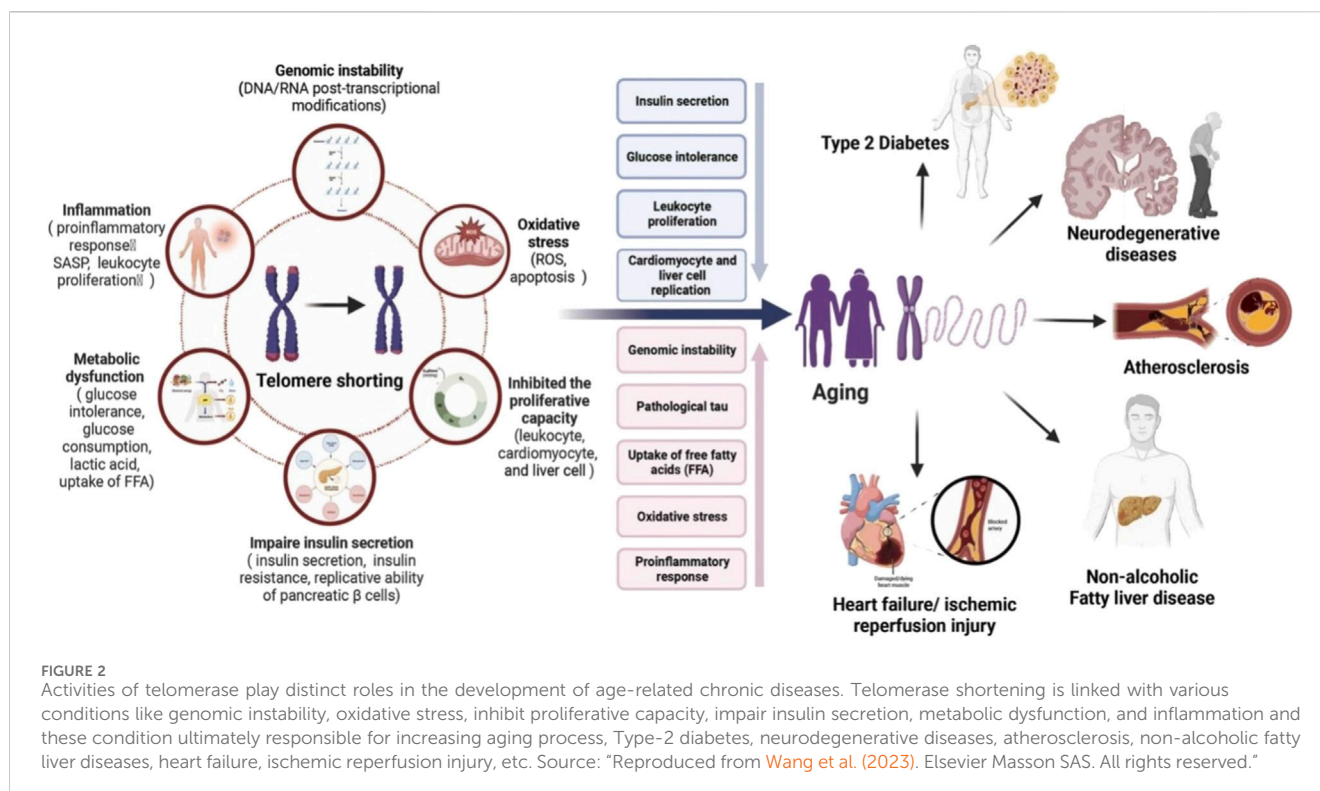 Genomic instability
(DNA/RNA post-transcriptional
modifications)
Inflammation
( proinflammatory
response
SASP, leukocyte
proliferation )
Oxidative
stress
(ROS,
apoptosis )
ROS
Telomere shorting
Metabolic
dysfunction
( glucose
intolerance,
glucose
consumption,
lactic acid,
uptake of FFA)
Inhibited the
proliferative
capacity
(leukocyte,
cardiomyocyte,
and liver cell )
Impaire insulin secretion
( insulin secretion, insulin
resistance, replicative ability
of pancreatic β cells)
Insulin secretion
Glucose intolerance
Leukocyte
proliferation
Cardiomyocyte and
liver cell
replication
Genomic instability
Pathological tau
Uptake of free fatty
acids (FFA)
Oxidative stress
Proinflammatory
response
Aging
Type 2 Diabetes
Neurodegenerative
diseases
Atherosclerosis
Non-alcoholic
Fatty liver disease
Blocked
artery
Damaged/dying
heart muscle
Heart failure/ ischemic
reperfusion injury
FIGURE 2
Activities of telomerase play distinct roles in the development of age-related chronic diseases. Telomerase shortening is linked with various
conditions like genomic instability, oxidative stress, inhibit proliferative capacity, impair insulin secretion, metabolic dysfunction, and inflammation and
these condition ultimately responsible for increasing aging process, Type-2 diabetes, neurodegenerative diseases, atherosclerosis, non-alcoholic fatty
liver diseases, heart failure, ischemic reperfusion injury, etc. Source: “Reproduced from Wang et al. (2023). Elsevier Masson SAS. All rights reserved.”